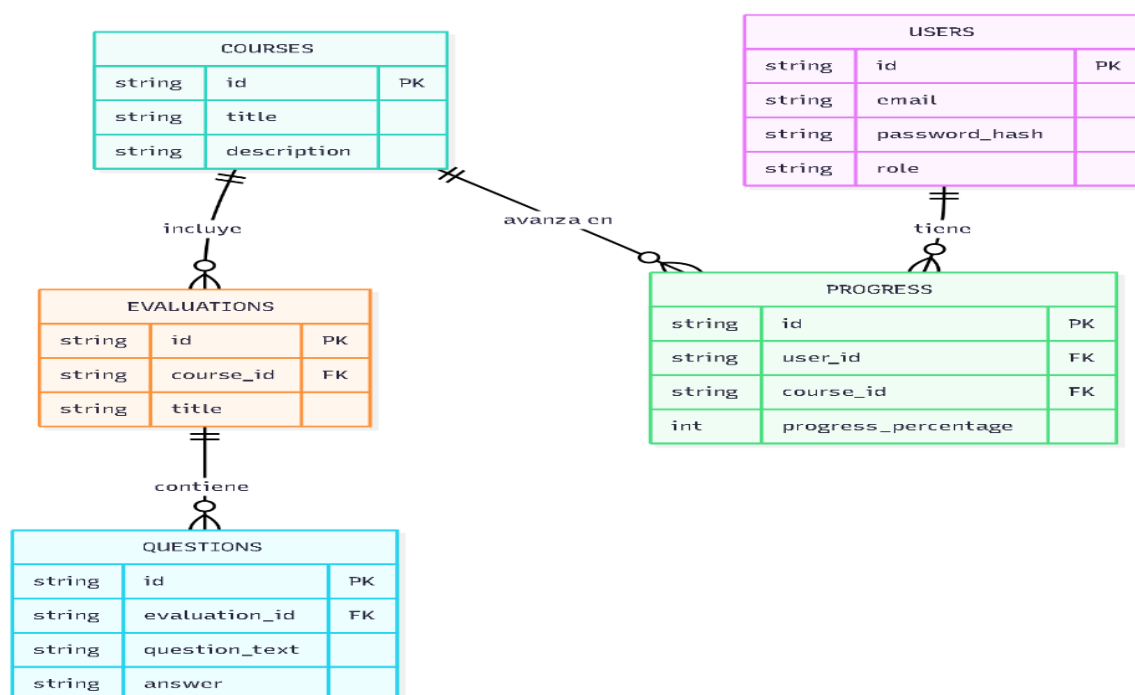 COURSES
string id PK
string title
string description
USERS
string id PK
string email
string password_hash
string role
incluye
avanza en
tiene
EVALUATIONS
string id PK
string course_id FK
string title
PROGRESS
string id PK
string user_id FK
string course_id FK
int progress_percentage
contiene
QUESTIONS
string id PK
string evaluation_id FK
string question_text
string answer